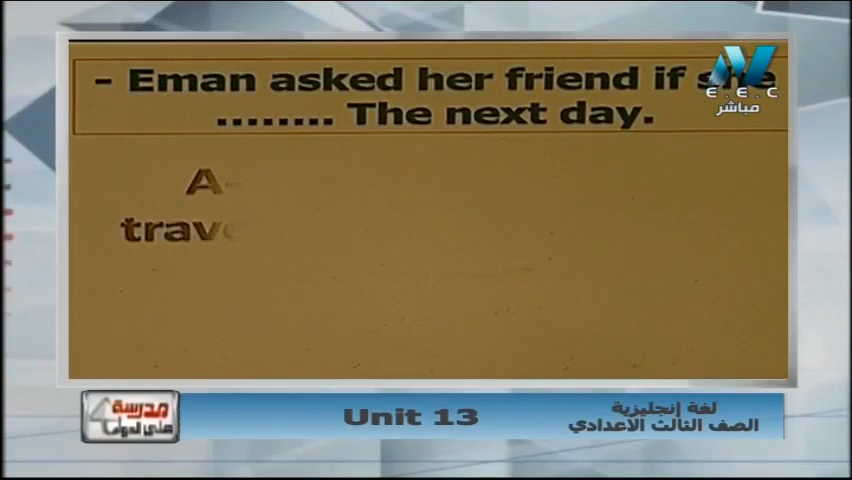 - Eman asked her friend if she
........ The next day.
A-
trave
E.E.C
مباشر
مدرسة
على الهواء
Unit 13
لغة إنجليزية
الصف الثالث الاعدادي